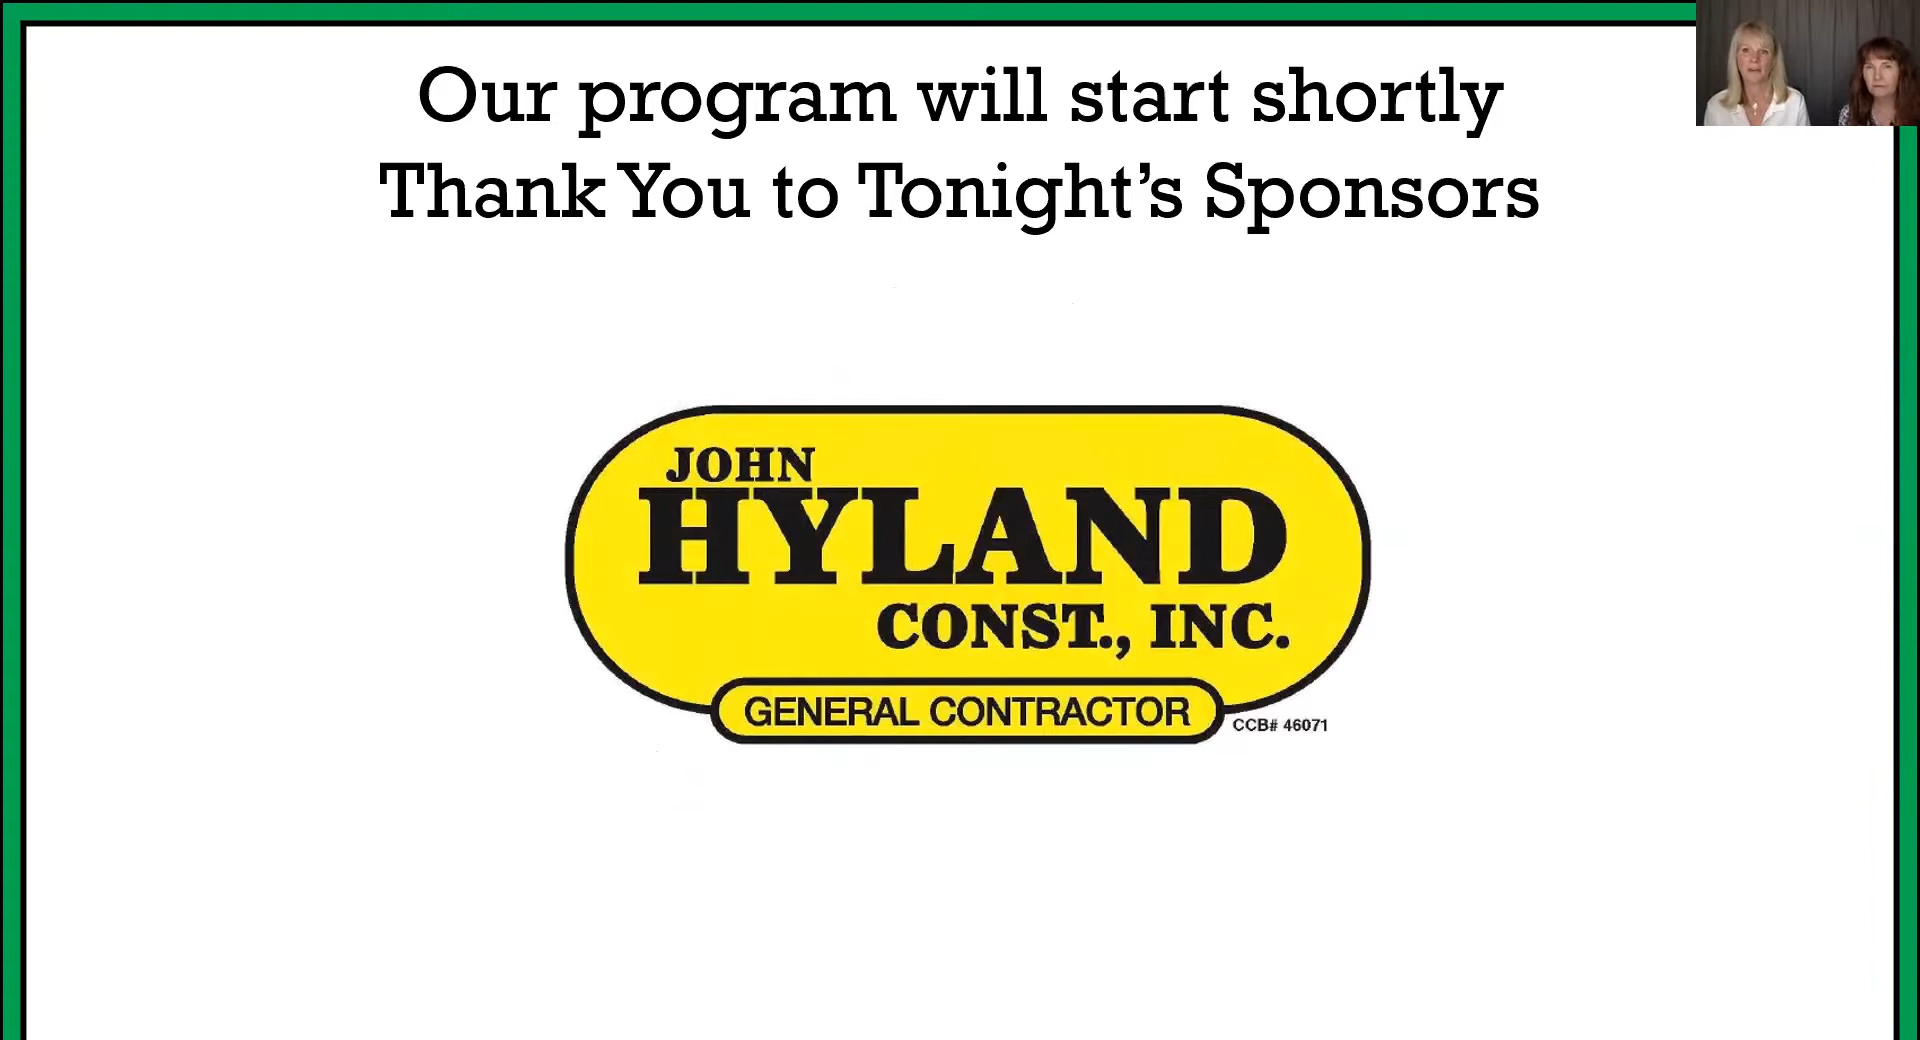 Our program will start shortly
Thank You to Tonight’s Sponsors
JOHN
HYLAND
CONST., INC.
GENERAL CONTRACTOR
CCB# 46071